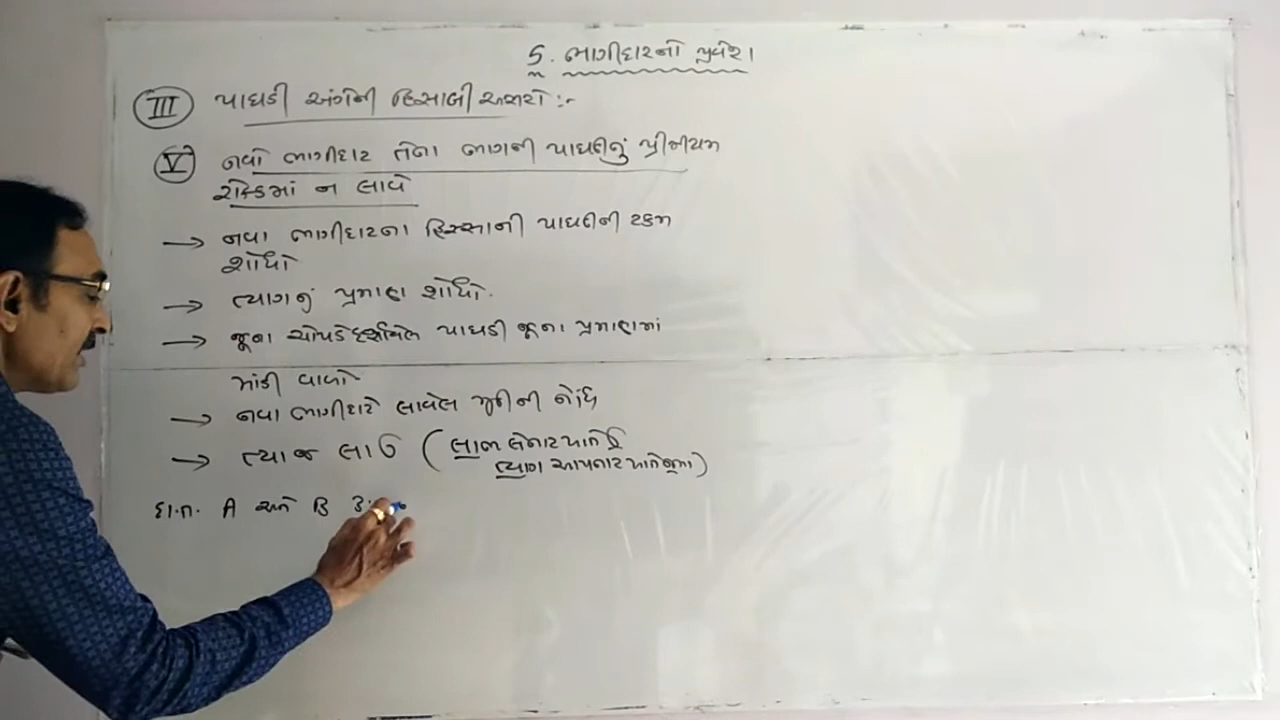 5. ભાગીદારનો પ્રવેશ
III પાઘડી અંગેની હિસાબી અસરો :-
V નવો ભાગીદાર તેના ભાગની પાઘડીનું પ્રીમીયમ
રોકડમાં ન લાવે
→ નવા ભાગીદારના હિસ્સાની પાઘડીની રકમ
શોધો
→ ત્યાગનું પ્રમાણ શોધો.
→ જૂના ચોપડે દર્શાવેલ પાઘડી જૂના પ્રમાણમાં
માંડી વાળો
→ નવા ભાગીદારે લાવેલ મૂડીની નોંધ
→ ત્યાજ લાઉ (લાભ લેનાર ખાતે ઉ
ત્યાગ આપનાર ખાતે જમા)
દા.ત. A અને B